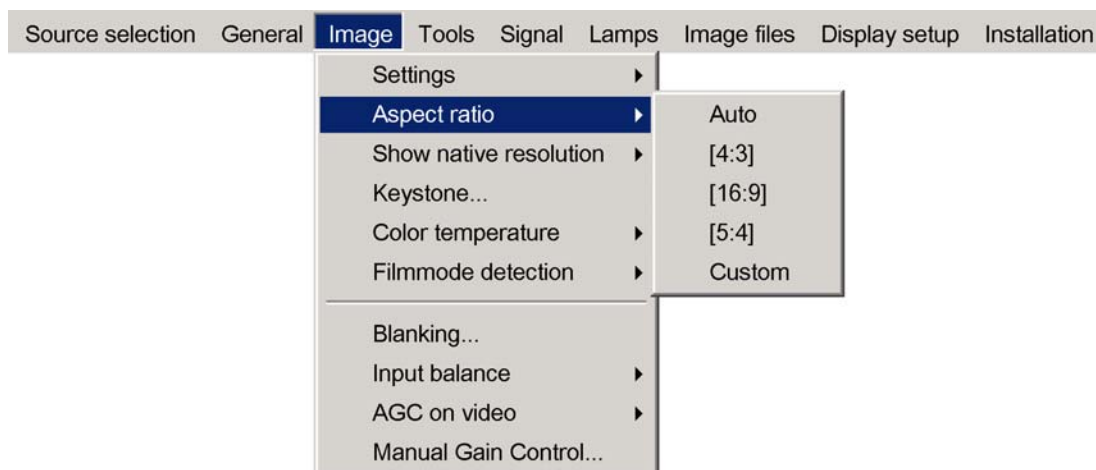 Source selection General Image Tools Signal Lamps Image files Display setup Installation
Settings
Aspect ratio
Show native resolution
Keystone...
Color temperature
Filmmode detection
Blanking...
Input balance
AGC on video
Manual Gain Control...
Auto
[4:3]
[16:9]
[5:4]
Custom